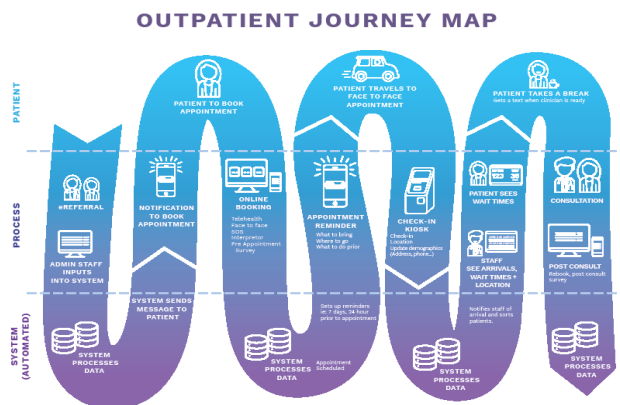 OUTPATIENT JOURNEY MAP
PATIENT
PROCESS
SYSTEM
(AUTOMATED)
eREFERRAL
ADMIN STAFF
INPUTS
INTO SYSTEM
SYSTEM
PROCESSES
DATA
SYSTEM SENDS
MESSAGE TO
PATIENT
NOTIFICATION
TO BOOK
APPOINTMENT
PATIENT TO BOOK
APPOINTMENT
ONLINE
BOOKING
Telehealth
Face to face
SOS
Interpretor
Pre Appointment
Survey
SYSTEM
PROCESSES
DATA
Appointment
Scheduled
Sets up reminders
ie; 7 days, 24 hour
prior to appointment
APPOINTMENT
REMINDER
What to bring
Where to go
What to do prior
PATIENT TRAVELS TO
FACE TO FACE
APPOINTMENT
CHECK-IN
KIOSK
Check-in
Location
Update demographics
(Address, phone...)
SYSTEM
PROCESSES
DATA
Notifies staff of
arrival and sorts
patients.
STAFF
SEE ARRIVALS,
WAIT TIMES +
LOCATION
PATIENT SEES
WAIT TIMES
PATIENT TAKES A BREAK
Gets a text when clinician is ready
CONSULTATION
POST CONSULT
Rebook, post consult
survey
SYSTEM
PROCESSES
DATA